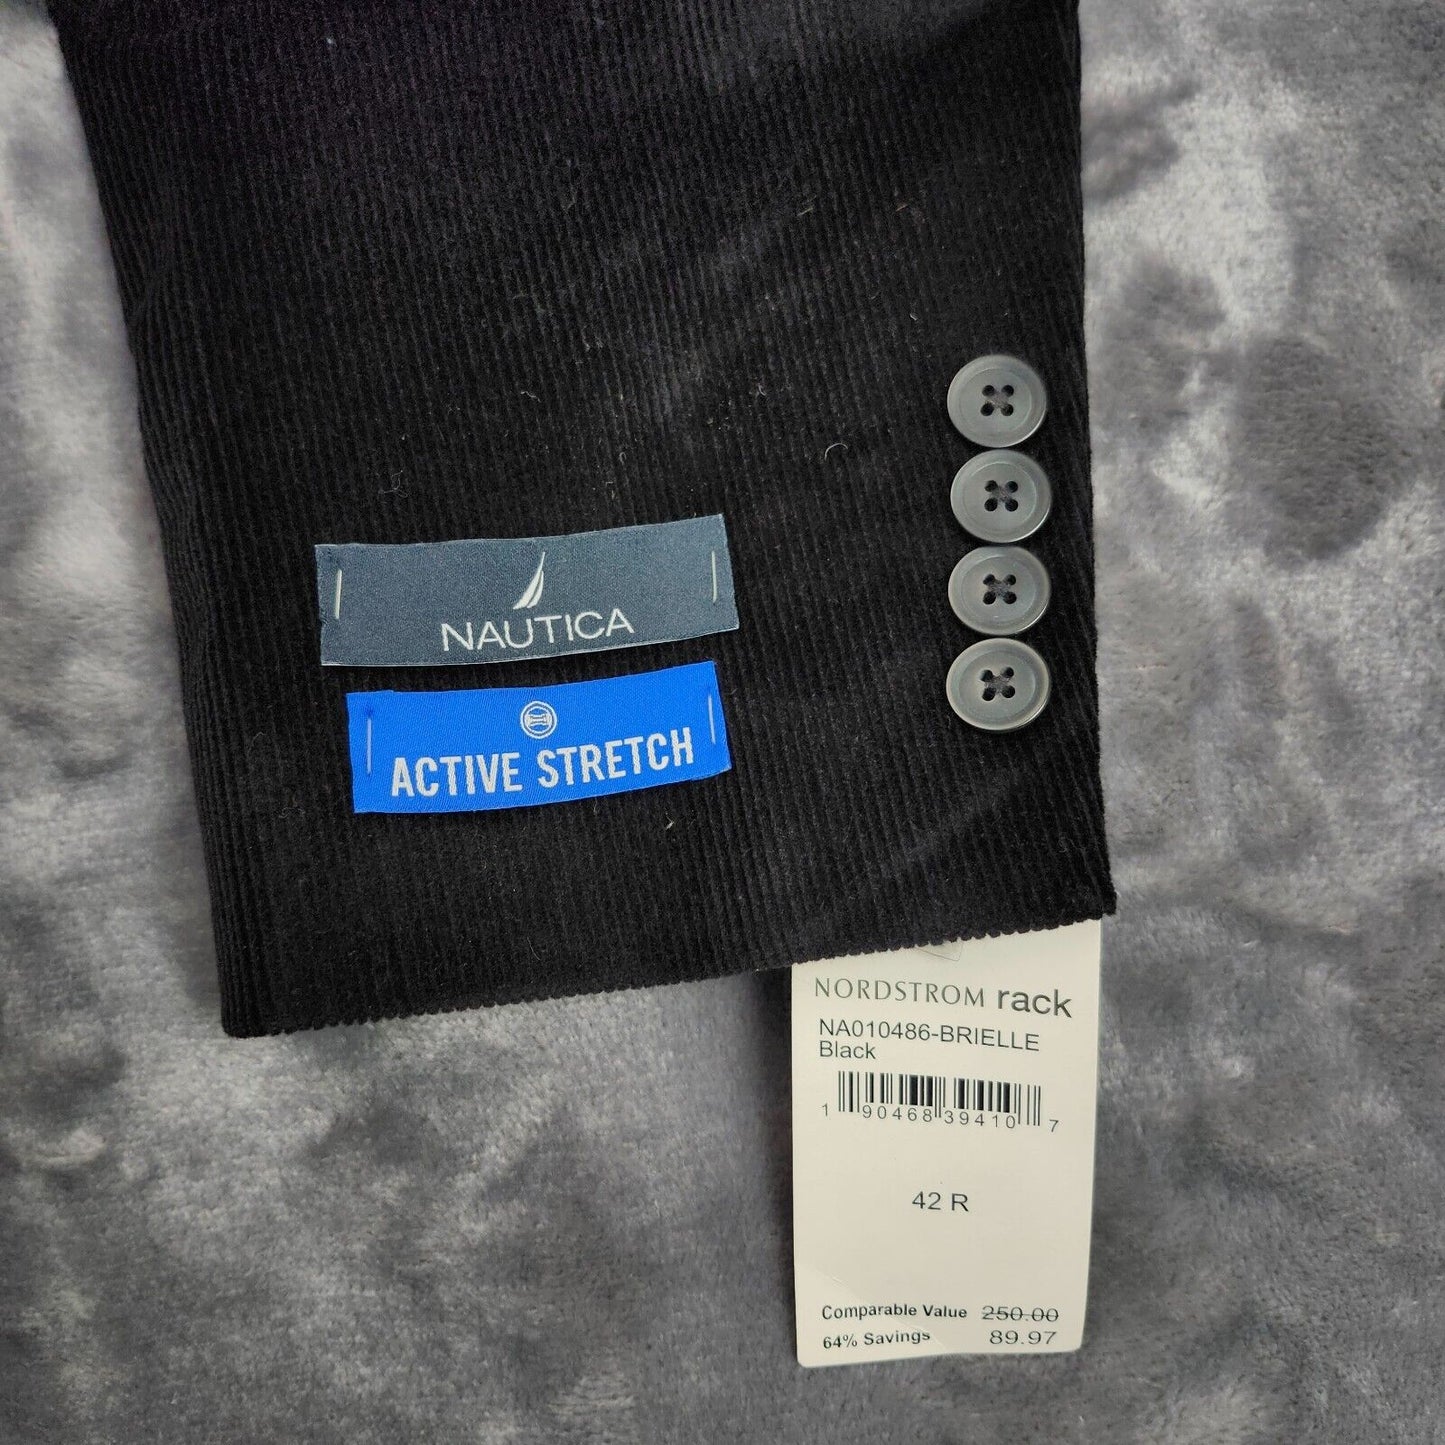 NAUTICA
ACTIVE STRETCH
NORDSTROM rack
NA010486-BRIELLE
Black
1 90468 39410 7
42 R
Comparable Value 250.00
64% Savings 89.97